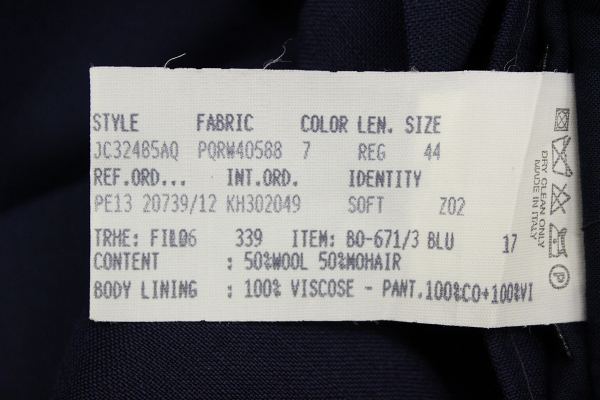 STYLE FABRIC COLOR LEN. SIZE
JC32485AQ PQRW40588 7 REG 44
REF.ORD... INT.ORD. IDENTITY
PE13 20739/12 KH302049 SOFT Z02
TRHE: FIL06 339 ITEM: BO-671/3 BLU 17
CONTENT : 50%WOOL 50%MOHAIR
BODY LINING : 100% VISCOSE - PANT.100%CO+100%VI
DRY CLEAN ONLY
MADE IN ITALY
P